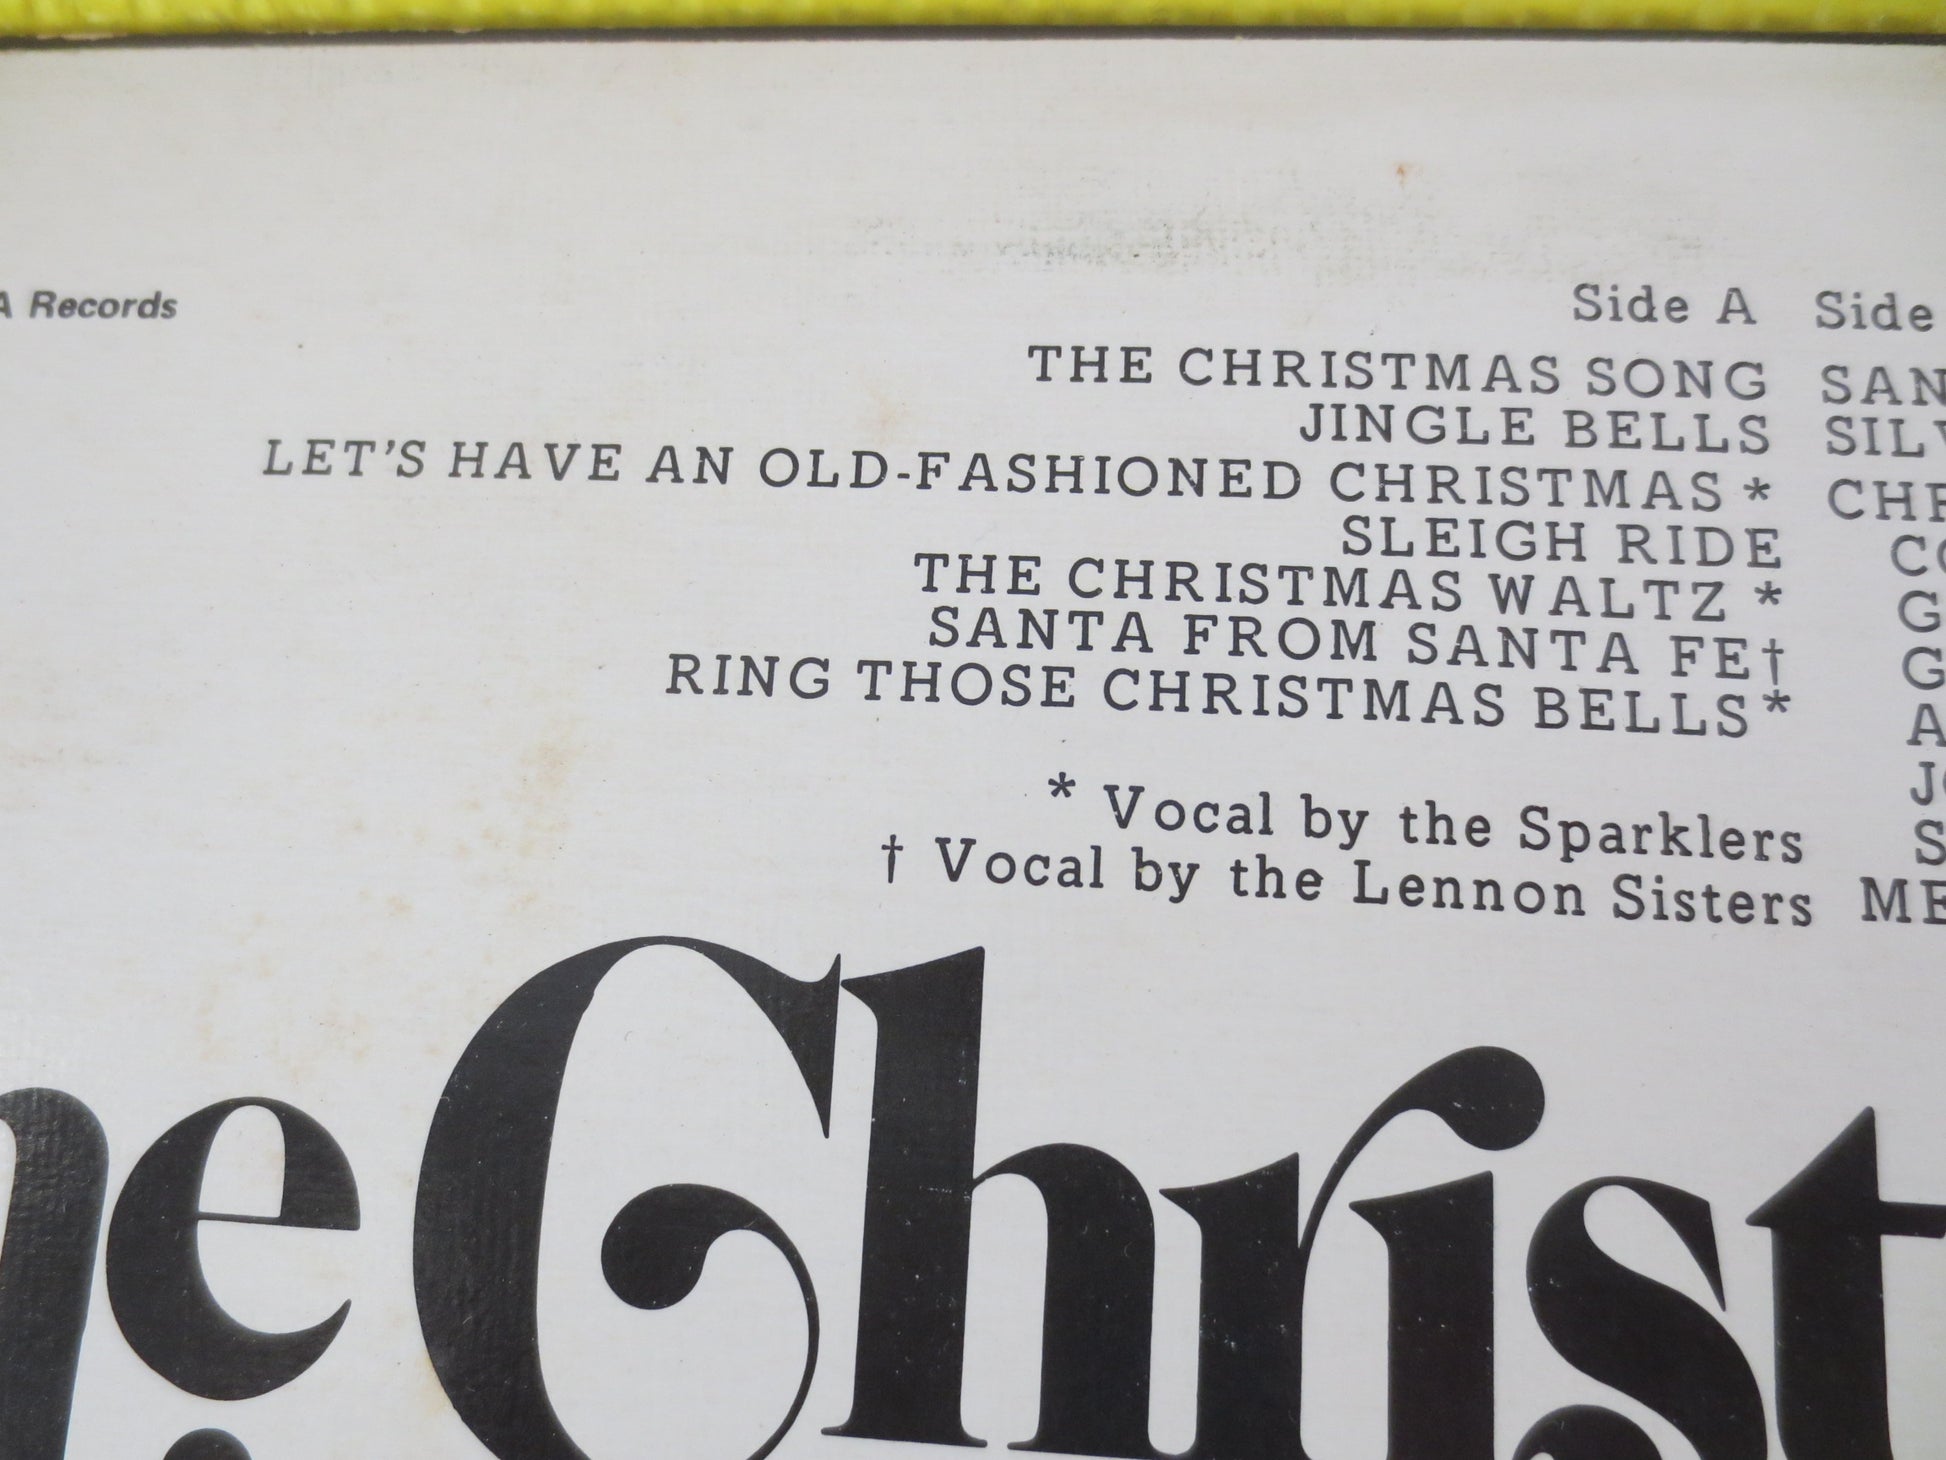 A Records
Side A
THE CHRISTMAS SONG
JINGLE BELLS
LET'S HAVE AN OLD-FASHIONED CHRISTMAS *
SLEIGH RIDE
THE CHRISTMAS WALTZ *
SANTA FROM SANTA FE†
RING THOSE CHRISTMAS BELLS*
* Vocal by the Sparklers
† Vocal by the Lennon Sisters
Side
Christ